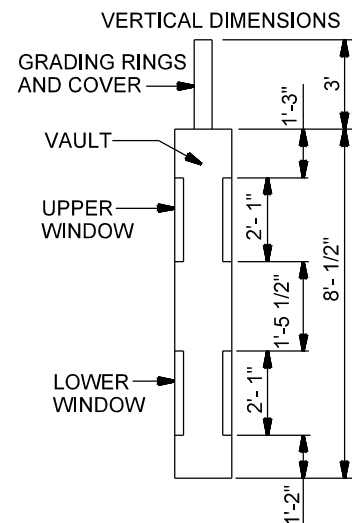 VERTICAL DIMENSIONS
GRADING RINGS
AND COVER
3'
1'-3"
VAULT
UPPER
WINDOW
2'- 1"
8'- 1/2"
1'-5 1/2"
LOWER
WINDOW
2'- 1"
1'-2"